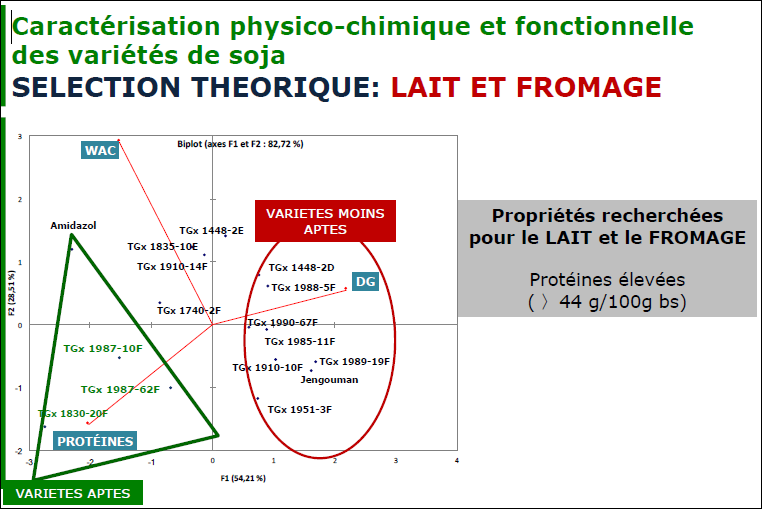 Caractérisation physico-chimique et fonctionnelle
des variétés de soja
SELECTION THEORIQUE: LAIT ET FROMAGE
Biplot (axes F1 et F2 : 82,72 %)
WAC
VARIETES MOINS
APTES
Amidazol
TGx 1448-2E
TGx 1835-10E
TGx 1910-14F
TGx 1448-2D
TGx 1988-5F
DG
TGx 1740-2F
TGx 1990-67F
TGx 1985-11F
TGx 1987-10F
TGx 1910-10F
TGx 1989-19F
Jengouman
TGx 1987-62F
TGx 1951-3F
TGx 1830-20F
PROTÉINES
VARIETES APTES
F2 (28,51 %)
3
2
1
0
-1
-2
-3
-2
-1
0
1
2
3
4
F1 (54,21 %)
Propriétés recherchées
pour le LAIT et le FROMAGE
Protéines élevées
( 〉 44 g/100g bs)